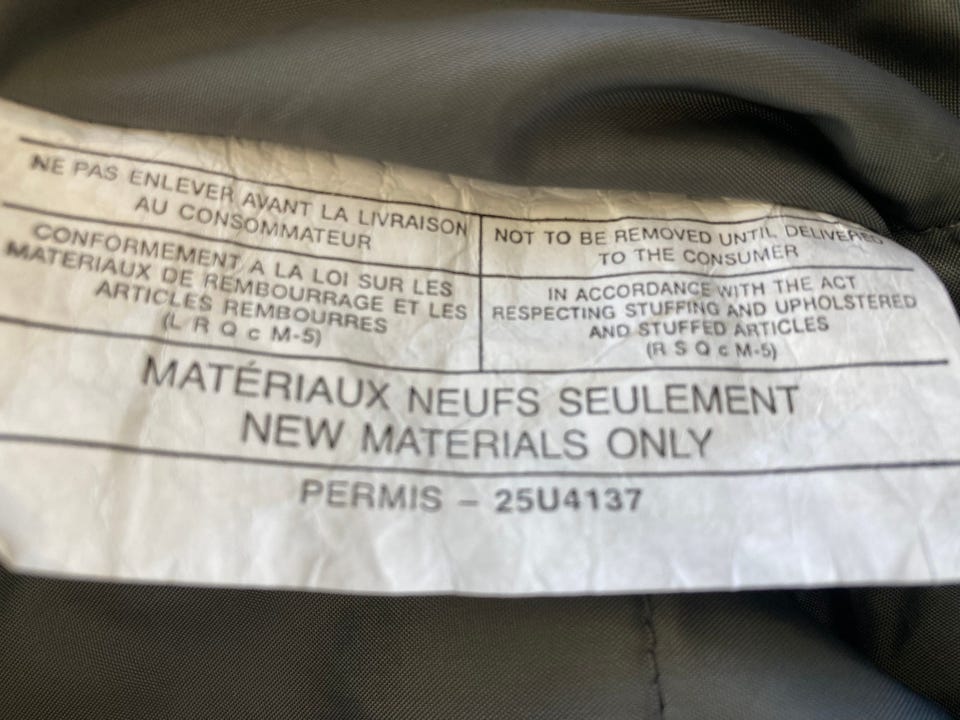 NE PAS ENLEVER AVANT LA LIVRAISON
AU CONSOMMATEUR
NOT TO BE REMOVED UNTIL DELIVERED
TO THE CONSUMER
CONFORMEMENT A LA LOI SUR LES
MATERIAUX DE REMBOURRAGE ET LES
ARTICLES REMBOURRES
(L R Q c M-5)
IN ACCORDANCE WITH THE ACT
RESPECTING STUFFING AND UPHOLSTERED
AND STUFFED ARTICLES
(R S Q c M-5)
MATÉRIAUX NEUFS SEULEMENT
NEW MATERIALS ONLY
PERMIS – 25U4137